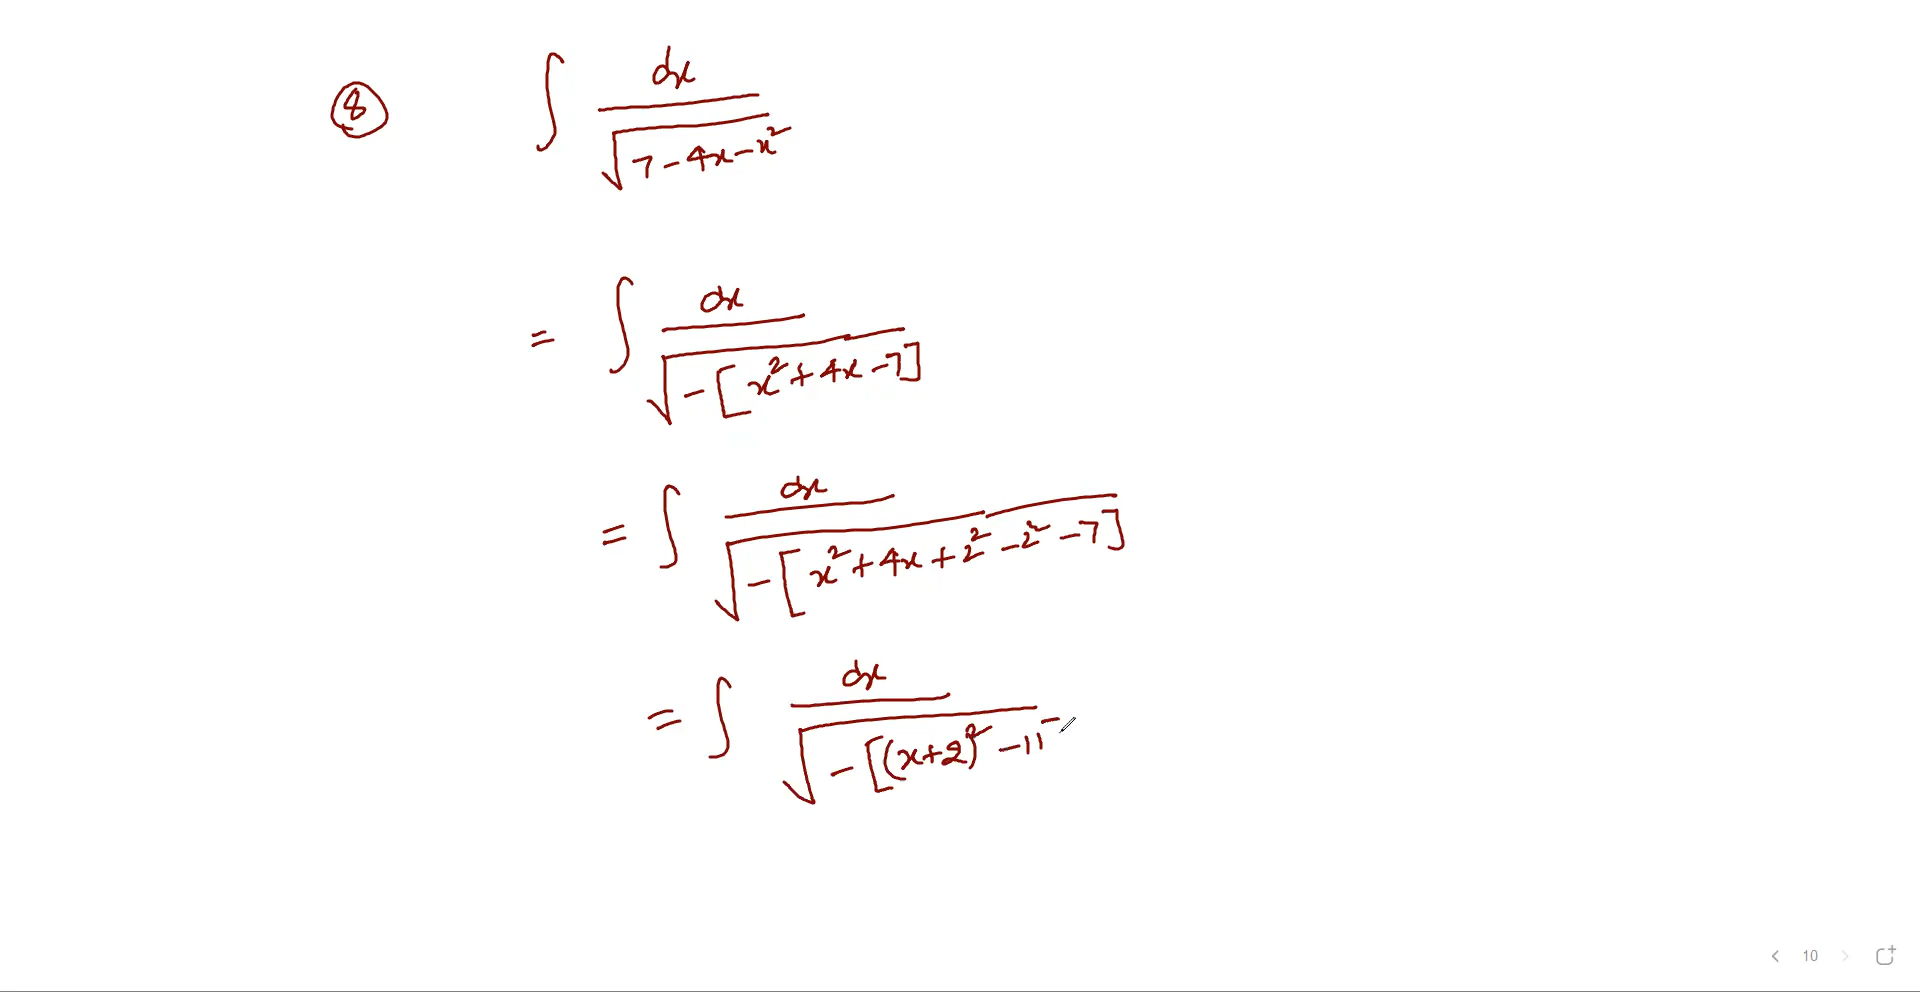 ⑧ ∫ dx / √(7 - 4x - x²)
= ∫ dx / √(-[x² + 4x - 7])
= ∫ dx / √(-[x² + 4x + 2² - 2² - 7])
= ∫ dx / √(-[(x+2)² - 11
10